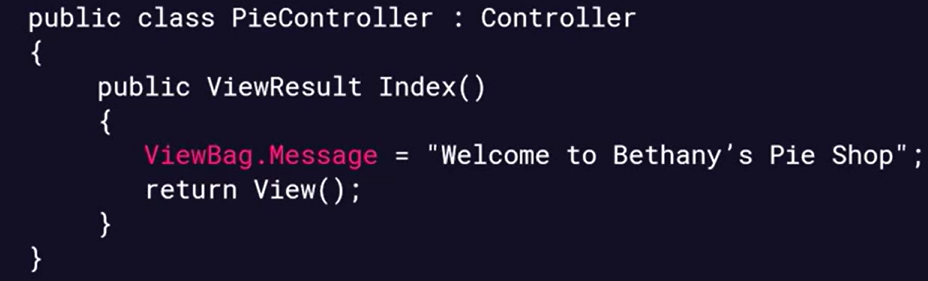 public class PieController : Controller
{
public ViewResult Index()
{
ViewBag.Message = "Welcome to Bethany’s Pie Shop";
return View();
}
}